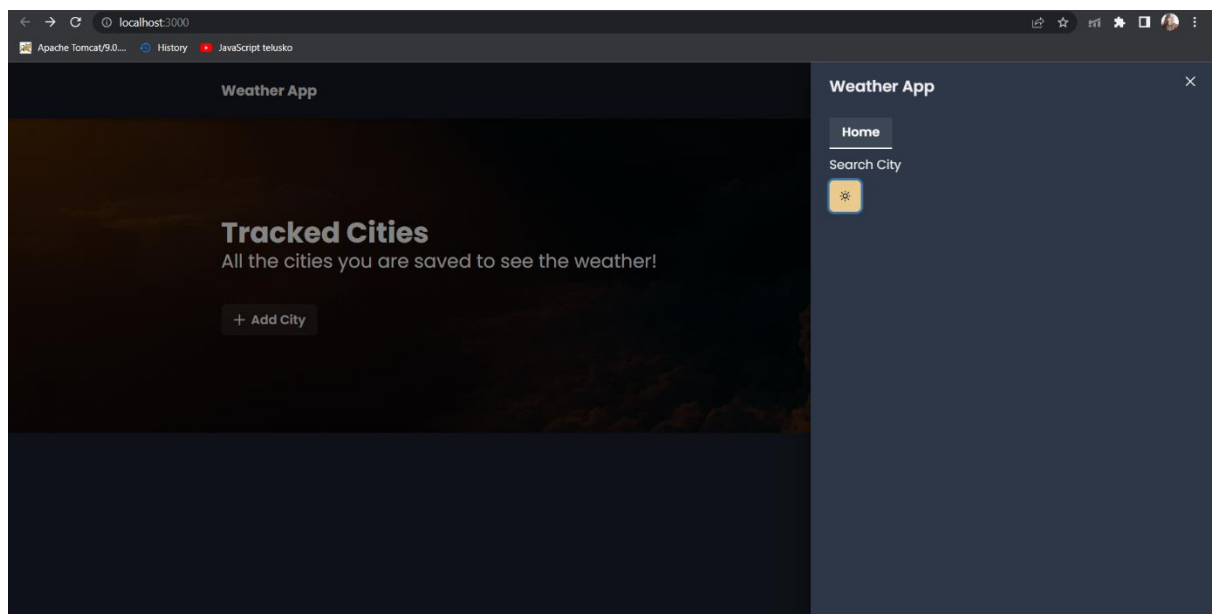 localhost:3000
Apache Tomcat/9.0.... History JavaScript telusko
Weather App
Tracked Cities
All the cities you are saved to see the weather!
+ Add City
Weather App
Home
Search City